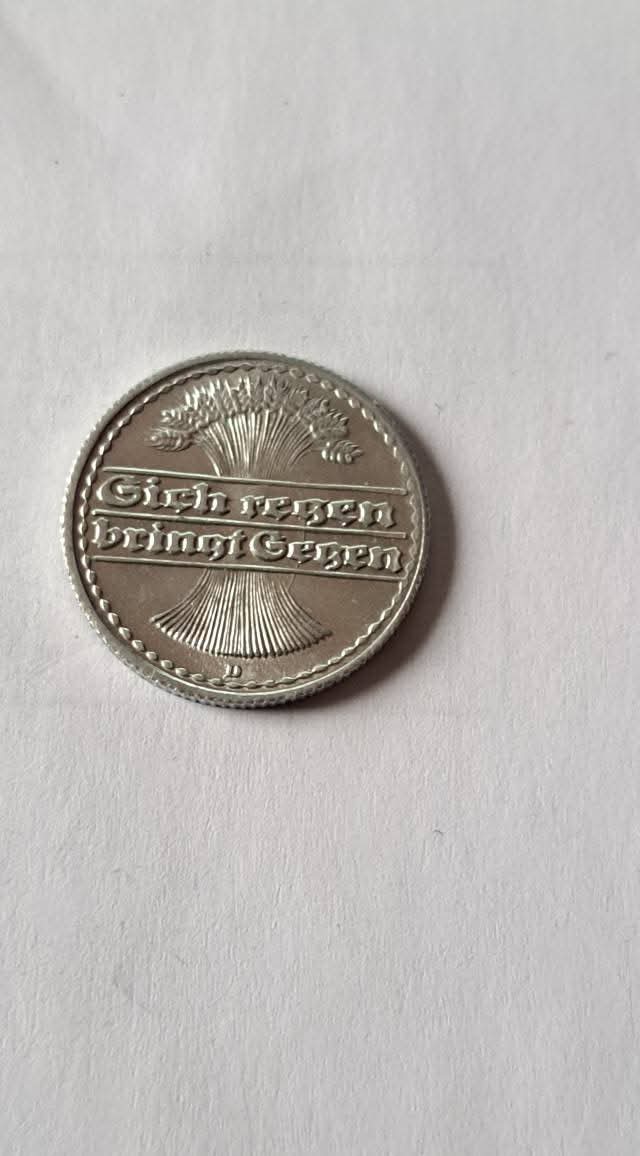 Sich regen
bringt Segen
D